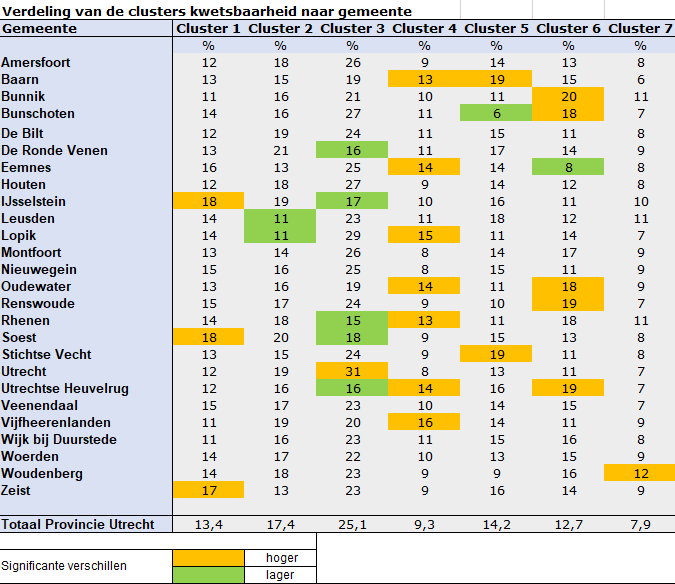 Verdeling van de clusters kwetsbaarheid naar gemeente
Gemeente Cluster 1 Cluster 2 Cluster 3 Cluster 4 Cluster 5 Cluster 6 Cluster 7
% % % % % % %
Amersfoort 12 18 26 9 14 13 8
Baarn 13 15 19 13 19 15 6
Bunnik 11 16 21 10 11 20 11
Bunschoten 14 16 27 11 6 18 7
De Bilt 12 19 24 11 15 11 8
De Ronde Venen 13 21 16 11 17 14 9
Eemnes 16 13 25 14 14 8 8
Houten 12 18 27 9 14 12 8
IJsselstein 18 19 17 10 16 11 10
Leusden 14 11 23 11 18 12 11
Lopik 14 11 29 15 11 14 7
Montfoort 13 14 26 8 14 17 9
Nieuwegein 15 16 25 8 15 11 9
Oudewater 13 16 19 14 11 18 9
Renswoude 15 17 24 9 10 19 7
Rhenen 14 18 15 13 11 18 11
Soest 18 20 18 9 15 13 8
Stichtse Vecht 13 15 24 9 19 11 8
Utrecht 12 19 31 8 13 11 7
Utrechtse Heuvelrug 12 16 16 14 16 19 7
Veenendaal 15 17 23 10 14 15 7
Vijfheerenlanden 11 19 20 16 14 11 9
Wijk bij Duurstede 11 16 23 11 15 16 8
Woerden 14 17 22 10 13 15 9
Woudenberg 14 18 23 9 9 16 12
Zeist 17 13 23 9 16 14 9
Totaal Provincie Utrecht 13,4 17,4 25,1 9,3 14,2 12,7 7,9
hoger
Significante verschillen
lager